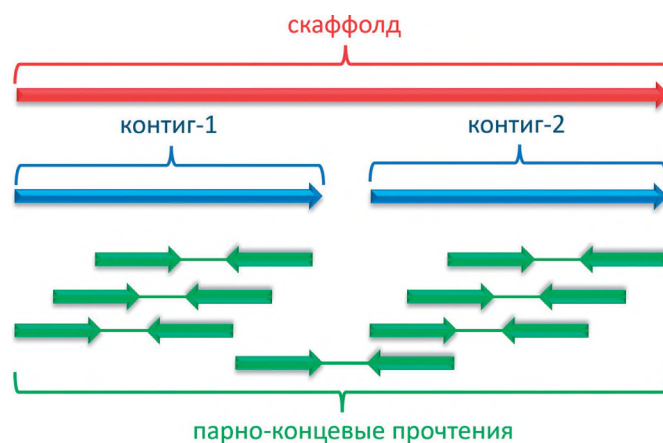 скаффолд
контиг-1
контиг-2
парно-концевые прочтения